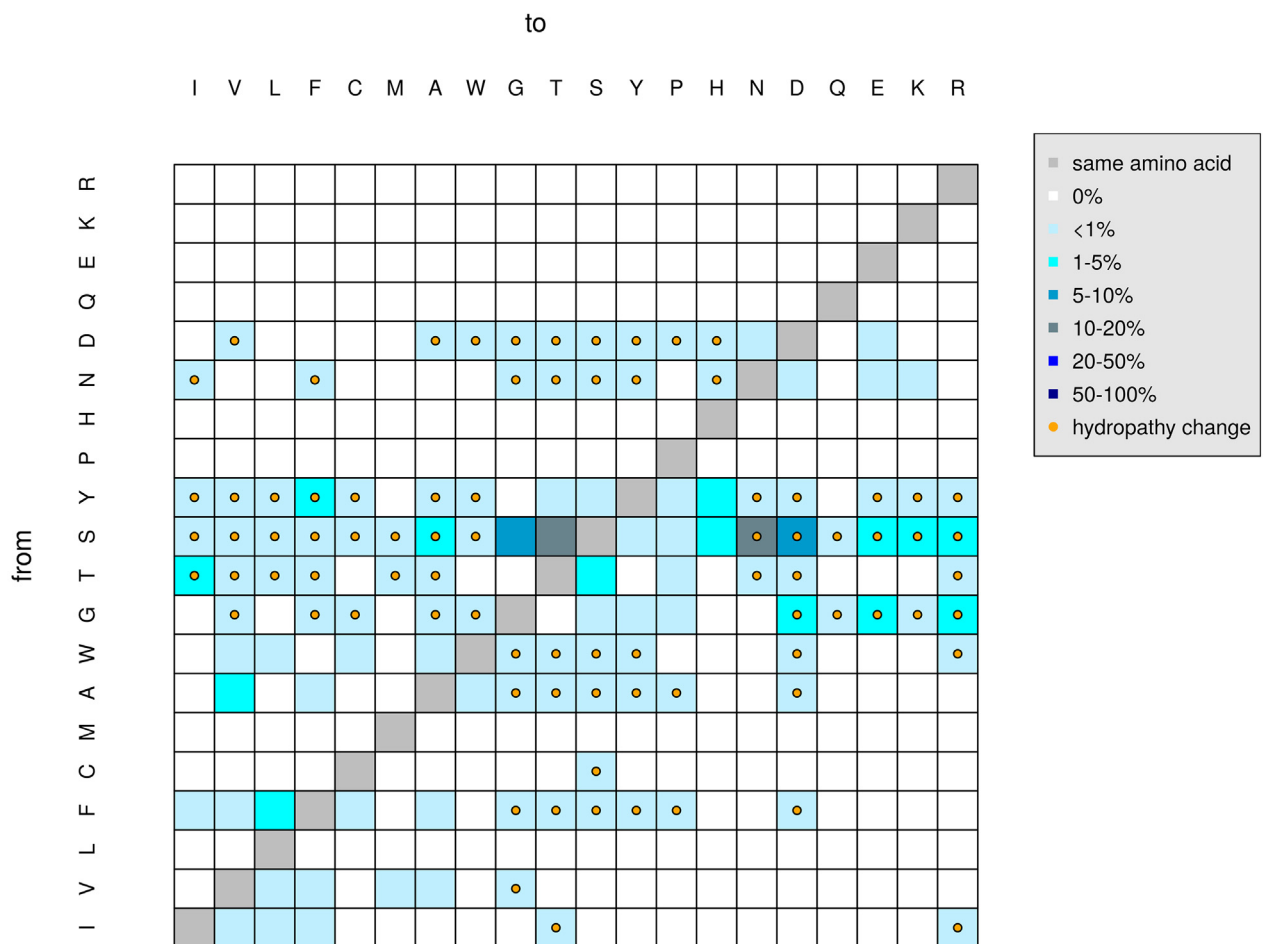 to
I V L F C M A W G T S Y P H N D Q E K R
R
K
E
Q
D
N
H
P
Y
S
T
G
W
A
M
C
F
L
V
I
from
same amino acid
0%
<1%
1-5%
5-10%
10-20%
20-50%
50-100%
hydropathy change